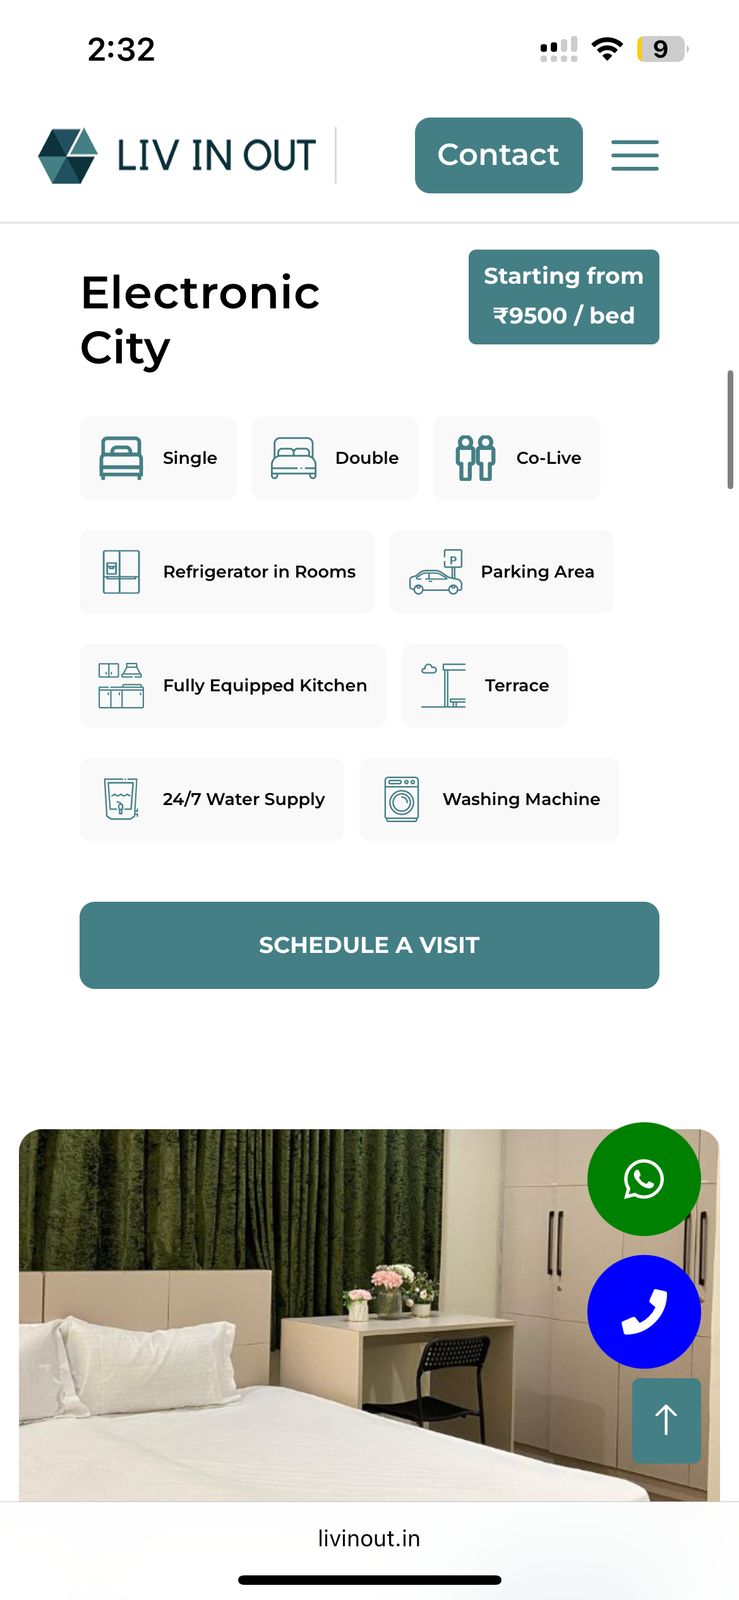 2:32
9
LIV IN OUT
Contact
Electronic
City
Starting from
₹9500 / bed
Single
Double
Co-Live
Refrigerator in Rooms
P
Parking Area
Fully Equipped Kitchen
Terrace
24/7 Water Supply
Washing Machine
SCHEDULE A VISIT
livinout.in